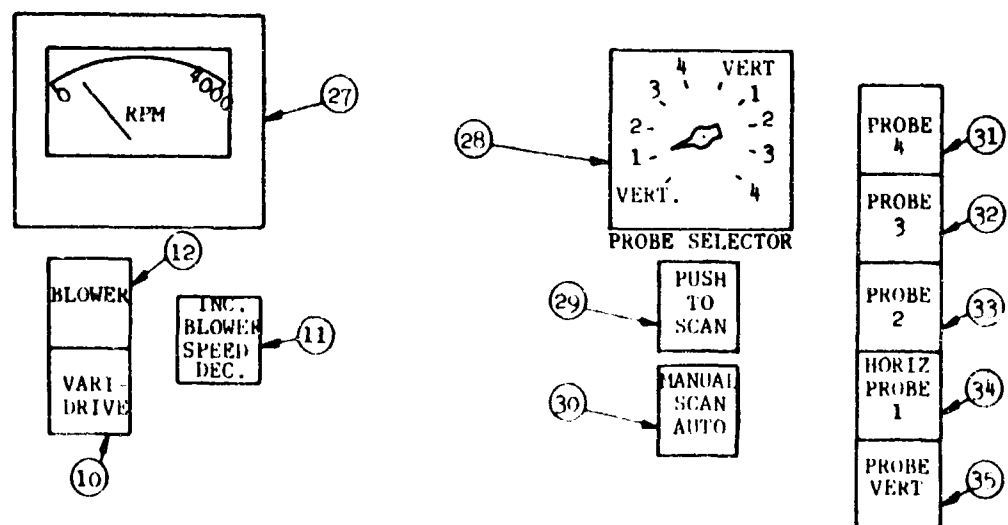 0
4000
RPM
27
12
BLOWER
VARI-
DRIVE
10
INC.
BLOWER
SPEED
DEC.
11
4 VERT
3 1
2 2
1 3
VERT. 4
28
PROBE SELECTOR
PUSH
TO
SCAN
29
MANUAL
SCAN
AUTO
30
PROBE
4
31
PROBE
3
32
PROBE
2
33
HORIZ
PROBE
1
34
PROBE
VERT
35